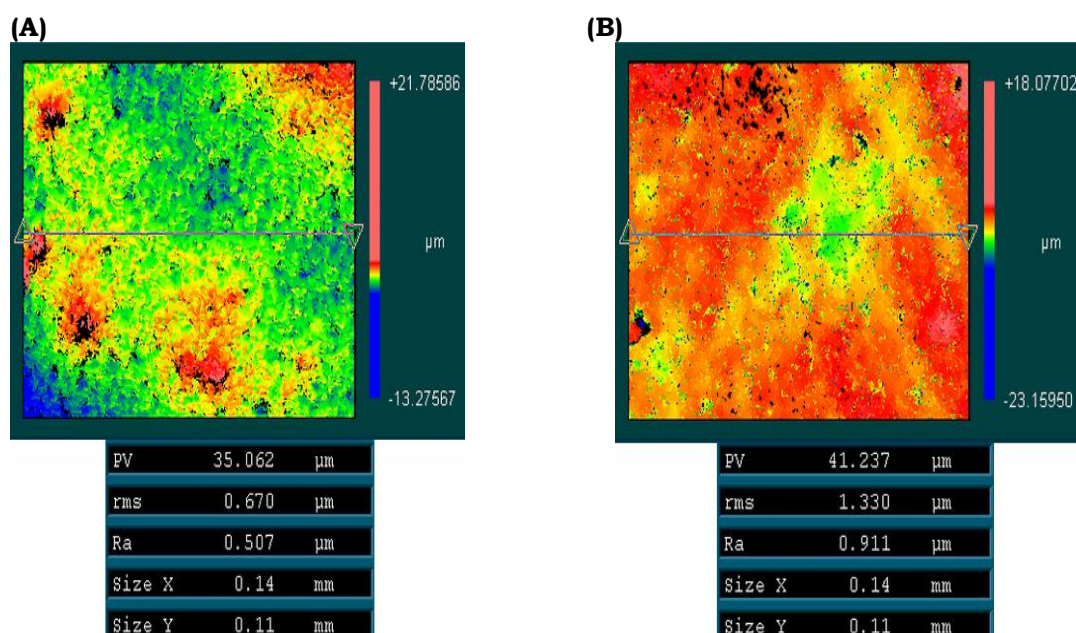 (A)
+21.78586
µm
-13.27567
PV 35.062 µm
rms 0.670 µm
Ra 0.507 µm
Size X 0.14 mm
Size Y 0.11 mm
(B)
+18.07702
µm
-23.15950
PV 41.237 µm
rms 1.330 µm
Ra 0.911 µm
Size X 0.14 mm
Size Y 0.11 mm